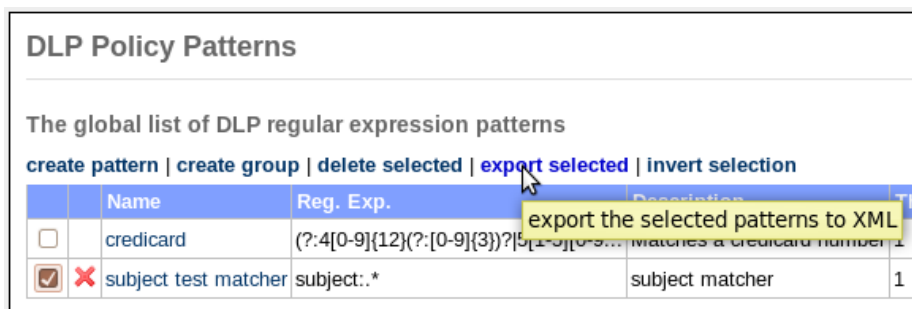 DLP Policy Patterns
The global list of DLP regular expression patterns
create pattern | create group | delete selected | export selected | invert selection
Name Reg. Exp. Description
export the selected patterns to XML
credicard (?:4[0-9]{12}(?:[0-9]{3})?|5[1-5][0-9... Matches a credicard number 1
subject test matcher subject:.* subject matcher 1